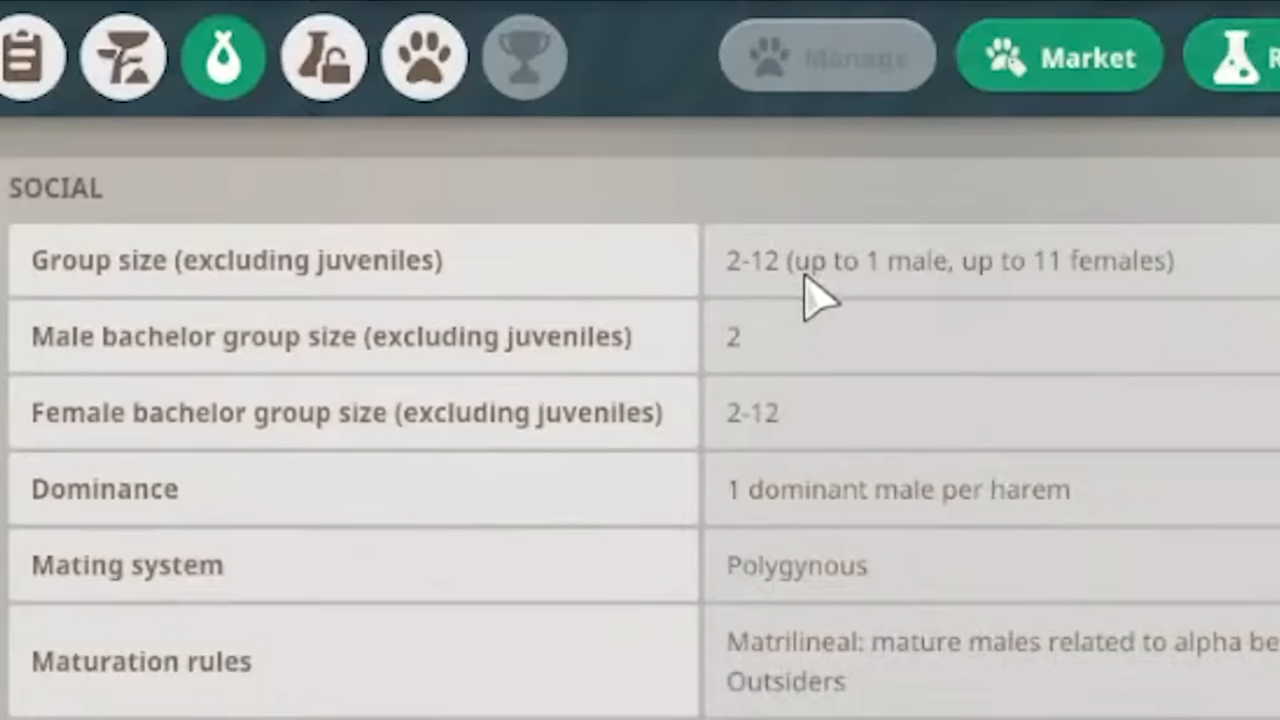 Manage
Market
R
SOCIAL
Group size (excluding juveniles)
2-12 (up to 1 male, up to 11 females)
Male bachelor group size (excluding juveniles)
2
Female bachelor group size (excluding juveniles)
2-12
Dominance
1 dominant male per harem
Mating system
Polygynous
Maturation rules
Matrilineal: mature males related to alpha be
Outsiders